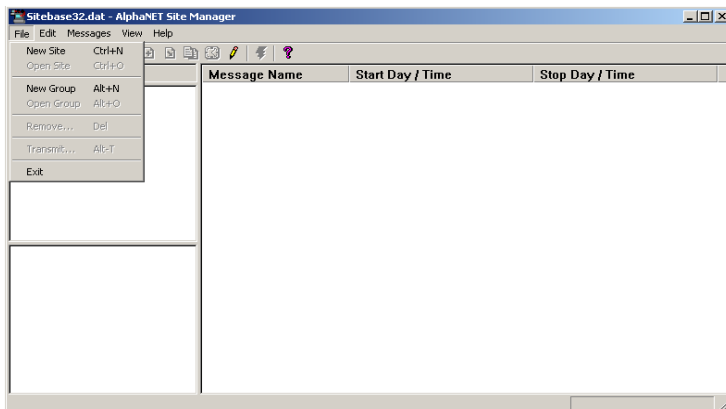 Sitebase32.dat - AlphaNET Site Manager
File Edit Messages View Help
New Site Ctrl+N
Open Site Ctrl+O
New Group Alt+N
Open Group Alt+O
Remove... Del
Transmit... Alt-T
Exit
Message Name Start Day / Time Stop Day / Time